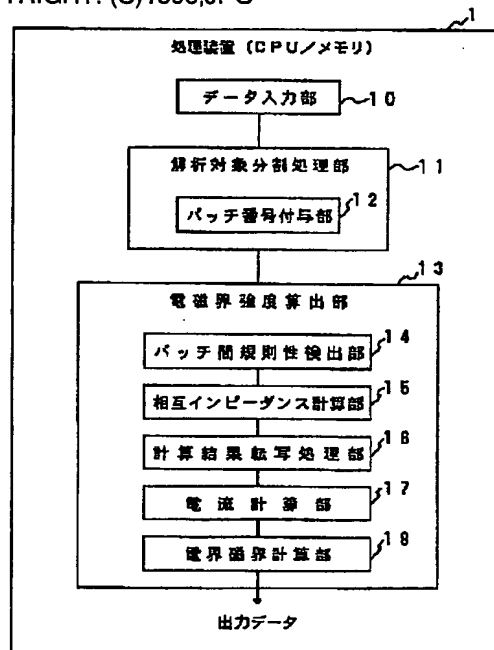 1
処理装置（CPU／メモリ）
データ入力部
10
解析対象分割処理部
11
パッチ番号付与部
12
13
電磁界強度算出部
パッチ間規則性検出部
14
相互インピーダンス計算部
15
計算結果転写処理部
16
電流計算部
17
電界磁界計算部
18
出力データ